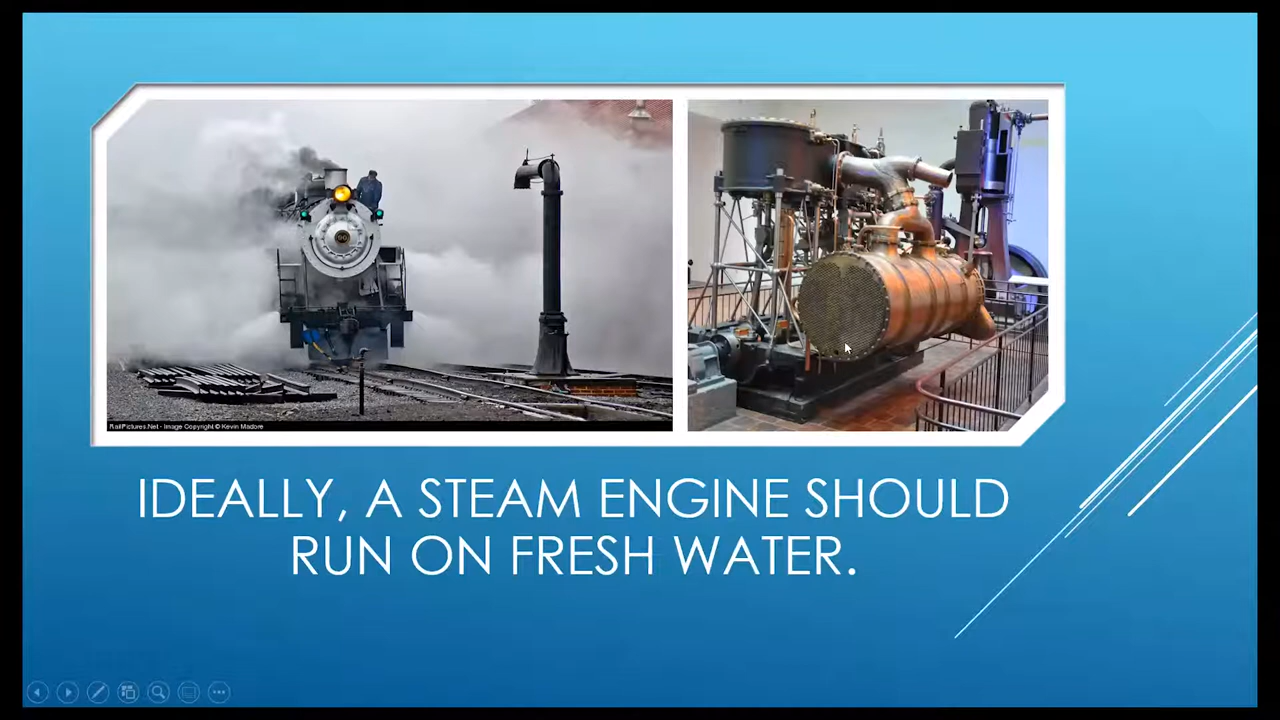 RailPictures.Net - Image Copyright © Kevin Madore
IDEALLY, A STEAM ENGINE SHOULD
RUN ON FRESH WATER.